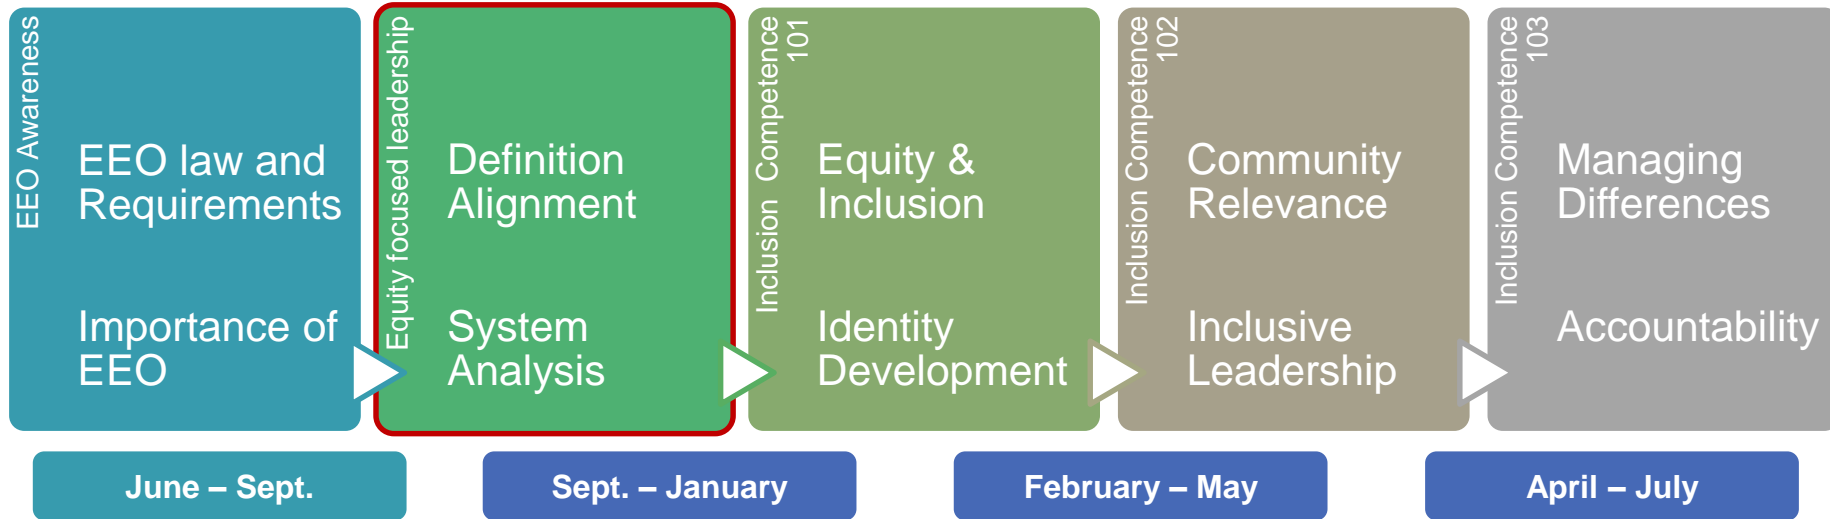 EEO Awareness
EEO law and
Requirements
Importance of
EEO
Equity focused leadership
Definition
Alignment
System
Analysis
Inclusion  Competence
101
Equity &
Inclusion
Identity
Development
Inclusion Competence
102
Community
Relevance
Inclusive
Leadership
Inclusion Competence
103
Managing
Differences
Accountability
June – Sept.
Sept. – January
February – May
April – July